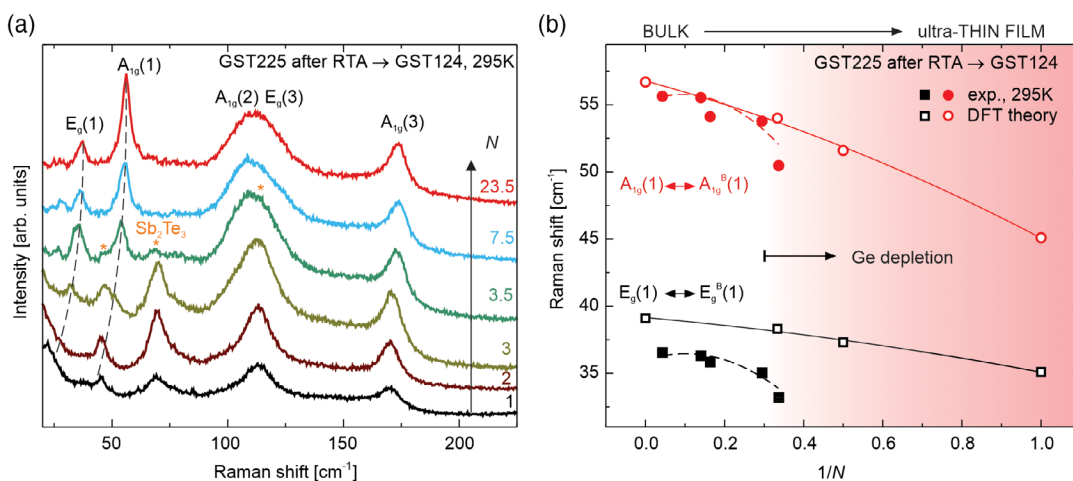 (a)
GST225 after RTA → GST124, 295K
A₁g(1)
Eg(1)
A₁g(2) Eg(3)
A₁g(3)
N
23.5
7.5
3.5
3
2
1
*
Sb₂Te₃
*
*
Intensity [arb. units]
50 100 150 200
Raman shift [cm⁻¹]
(b)
BULK → ultra-THIN FILM
GST225 after RTA → GST124
exp., 295K
DFT theory
A₁g(1) ↔ A₁gᴮ(1)
Ge depletion
Eg(1) ↔ Egᴮ(1)
Raman shift [cm⁻¹]
55
50
45
40
35
0.0 0.2 0.4 0.6 0.8 1.0
1/N